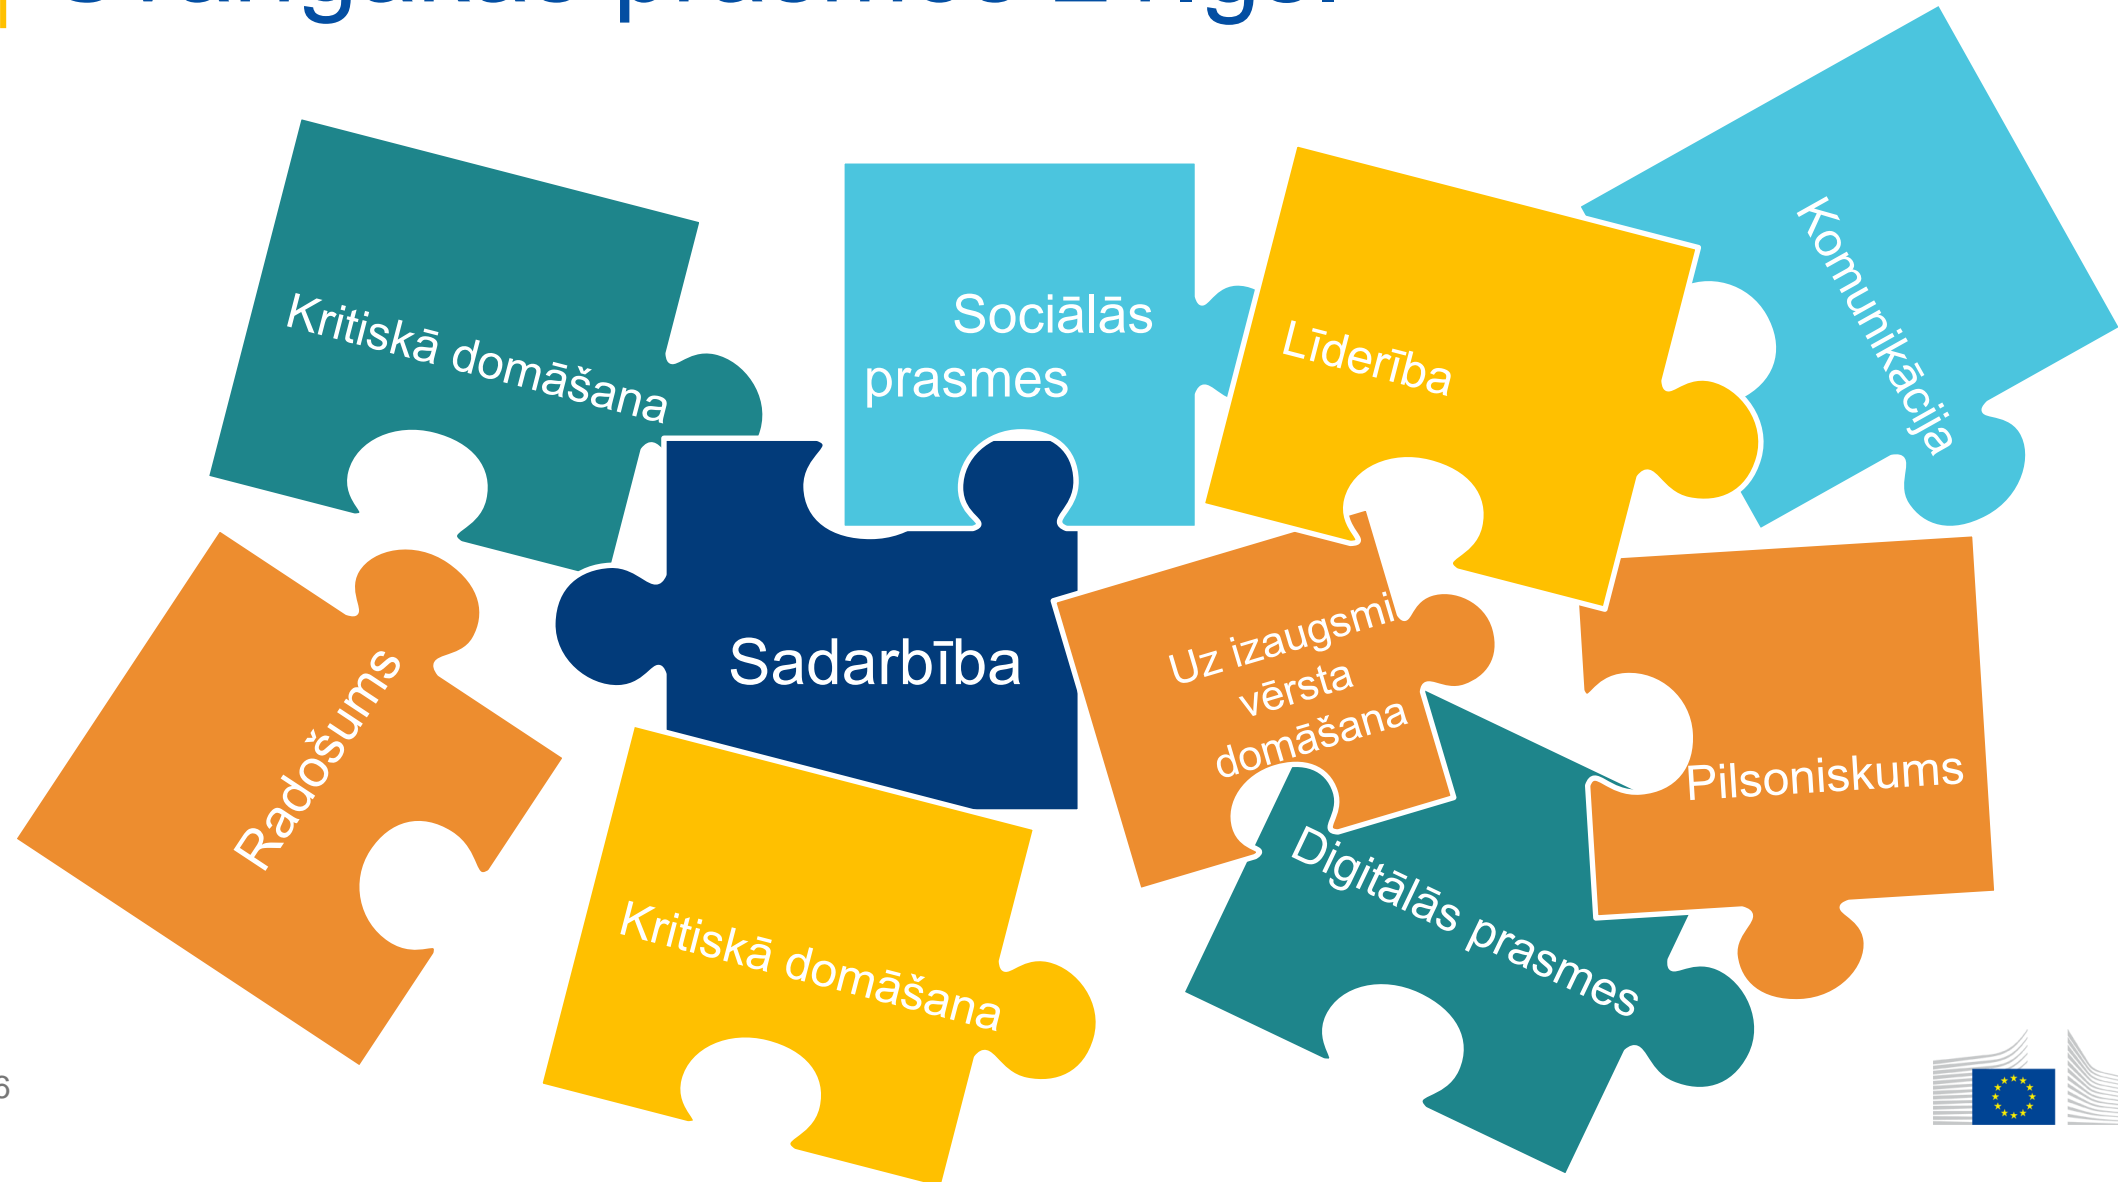 Kritiskā domāšana
Sociālās
prasmes
Līderība
Komunikācija
Radošums
Sadarbība
Uz izaugsmi
vērsta
domāšana
Pilsoniskums
Kritiskā domāšana
Digitālās prasmes